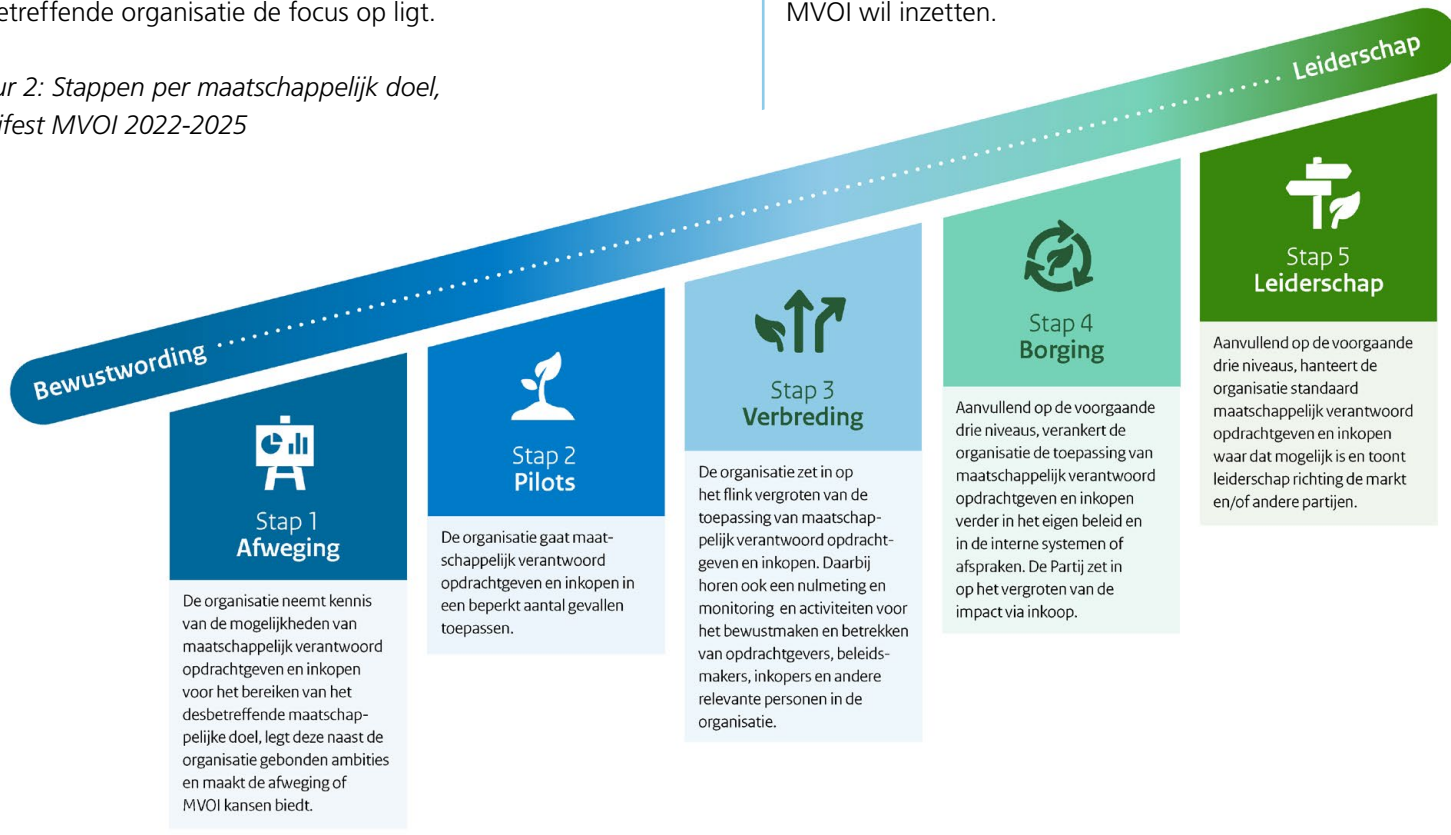 etreffende organisatie de focus op ligt.
ur 2: Stappen per maatschappelijk doel,
ifest MVOI 2022-2025
MVOI wil inzetten.
Bewustwording
Leiderschap
Stap 1
Afweging
De organisatie neemt kennis
van de mogelijkheden van
maatschappelijk verantwoord
opdrachtgeven en inkopen
voor het bereiken van het
desbetreffende maatschap-
pelijke doel, legt deze naast de
organisatie gebonden ambities
en maakt de afweging of
MVOI kansen biedt.
Stap 2
Pilots
De organisatie gaat maat-
schappelijk verantwoord
opdrachtgeven en inkopen in
een beperkt aantal gevallen
toepassen.
Stap 3
Verbreding
De organisatie zet in op
het flink vergroten van de
toepassing van maatschap-
pelijk verantwoord opdracht-
geven en inkopen. Daarbij
horen ook een nulmeting en
monitoring en activiteiten voor
het bewustmaken en betrekken
van opdrachtgevers, beleids-
makers, inkopers en andere
relevante personen in de
organisatie.
Stap 4
Borging
Aanvullend op de voorgaande
drie niveaus, verankert de
organisatie de toepassing van
maatschappelijk verantwoord
opdrachtgeven en inkopen
verder in het eigen beleid en
in de interne systemen of
afspraken. De Partij zet in
op het vergroten van de
impact via inkoop.
Stap 5
Leiderschap
Aanvullend op de voorgaande
drie niveaus, hanteert de
organisatie standaard
maatschappelijk verantwoord
opdrachtgeven en inkopen
waar dat mogelijk is en toont
leiderschap richting de markt
en/of andere partijen.